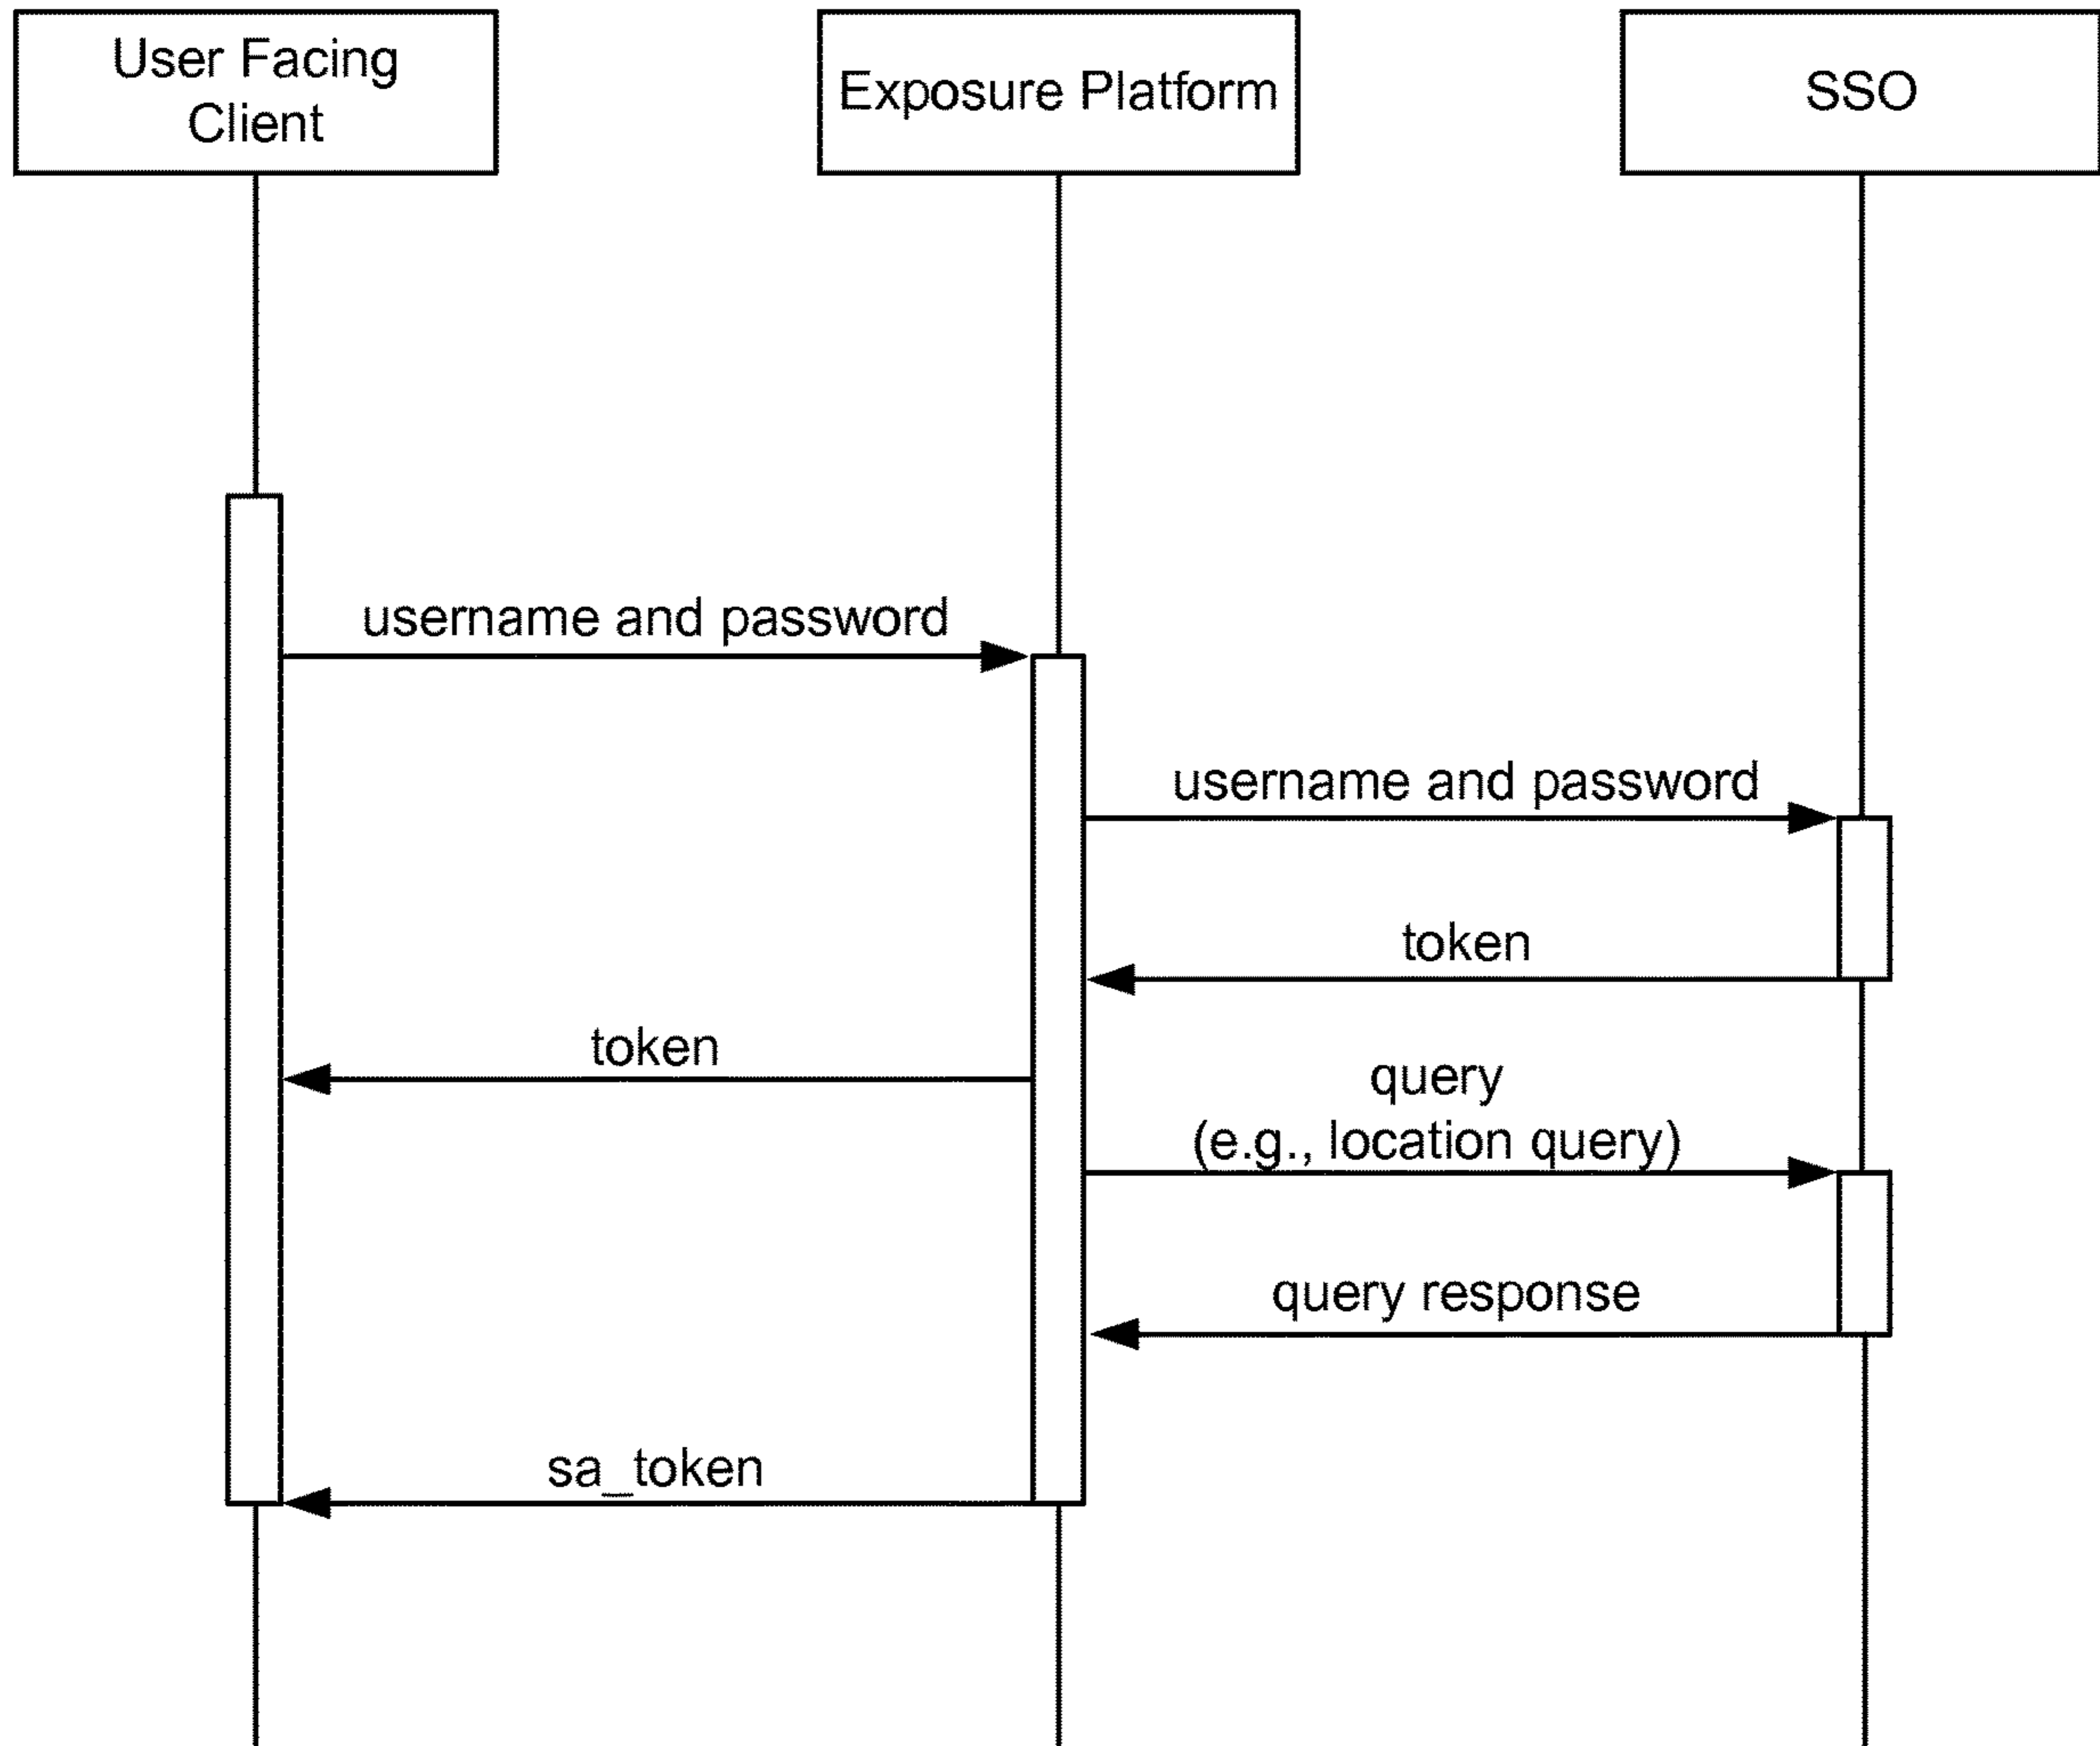 User Facing
Client
Exposure Platform
SSO
username and password
username and password
token
token
query
(e.g., location query)
query response
sa_token